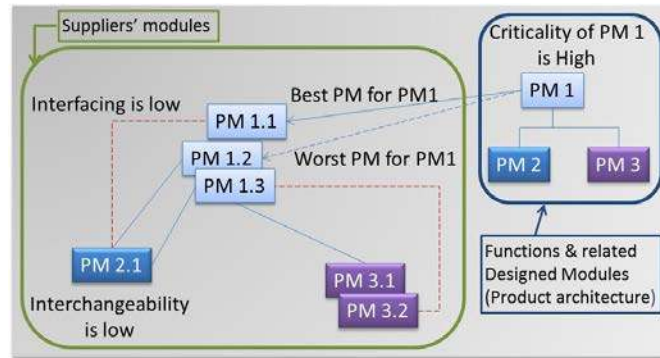 Suppliers’ modules
Criticality of PM 1
is High
Interfacing is low
Best PM for PM1
PM 1
PM 1.1
PM 1.2
Worst PM for PM1
PM 1.3
PM 2
PM 3
PM 2.1
PM 3.1
PM 3.2
Interchangeability
is low
Functions & related
Designed Modules
(Product architecture)